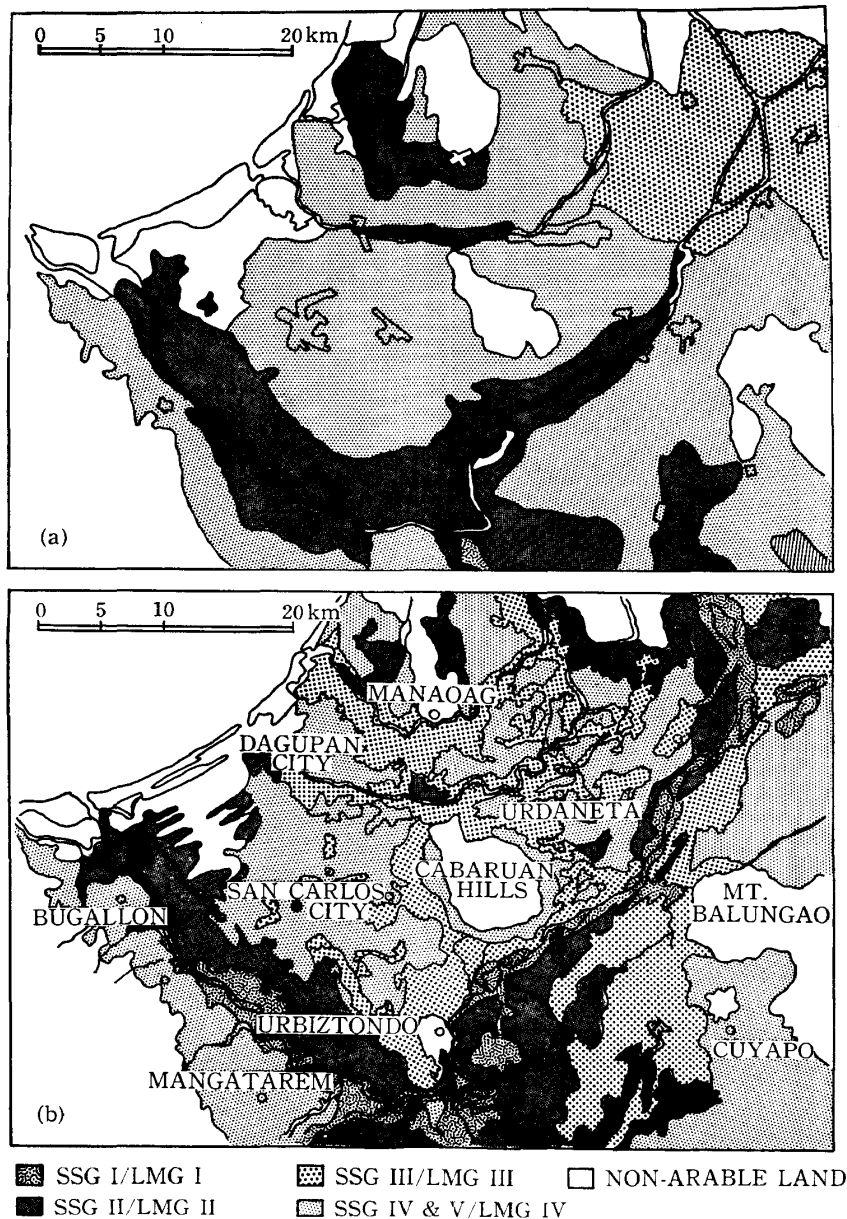 0 5 10 20 km
(a)
0 5 10 20 km
MANAOAG
DAGUPAN
CITY
URDANETA
CABARUAN
HILLS
MT.
BALUNGAO
SAN CARLOS
CITY
BUGALLON
URBIZTONDO
CUYAPO
MANGATAREM
(b)
SSG I/LMG I
SSG III/LMG III
NON-ARABLE LAND
SSG II/LMG II
SSG IV & V/LMG IV